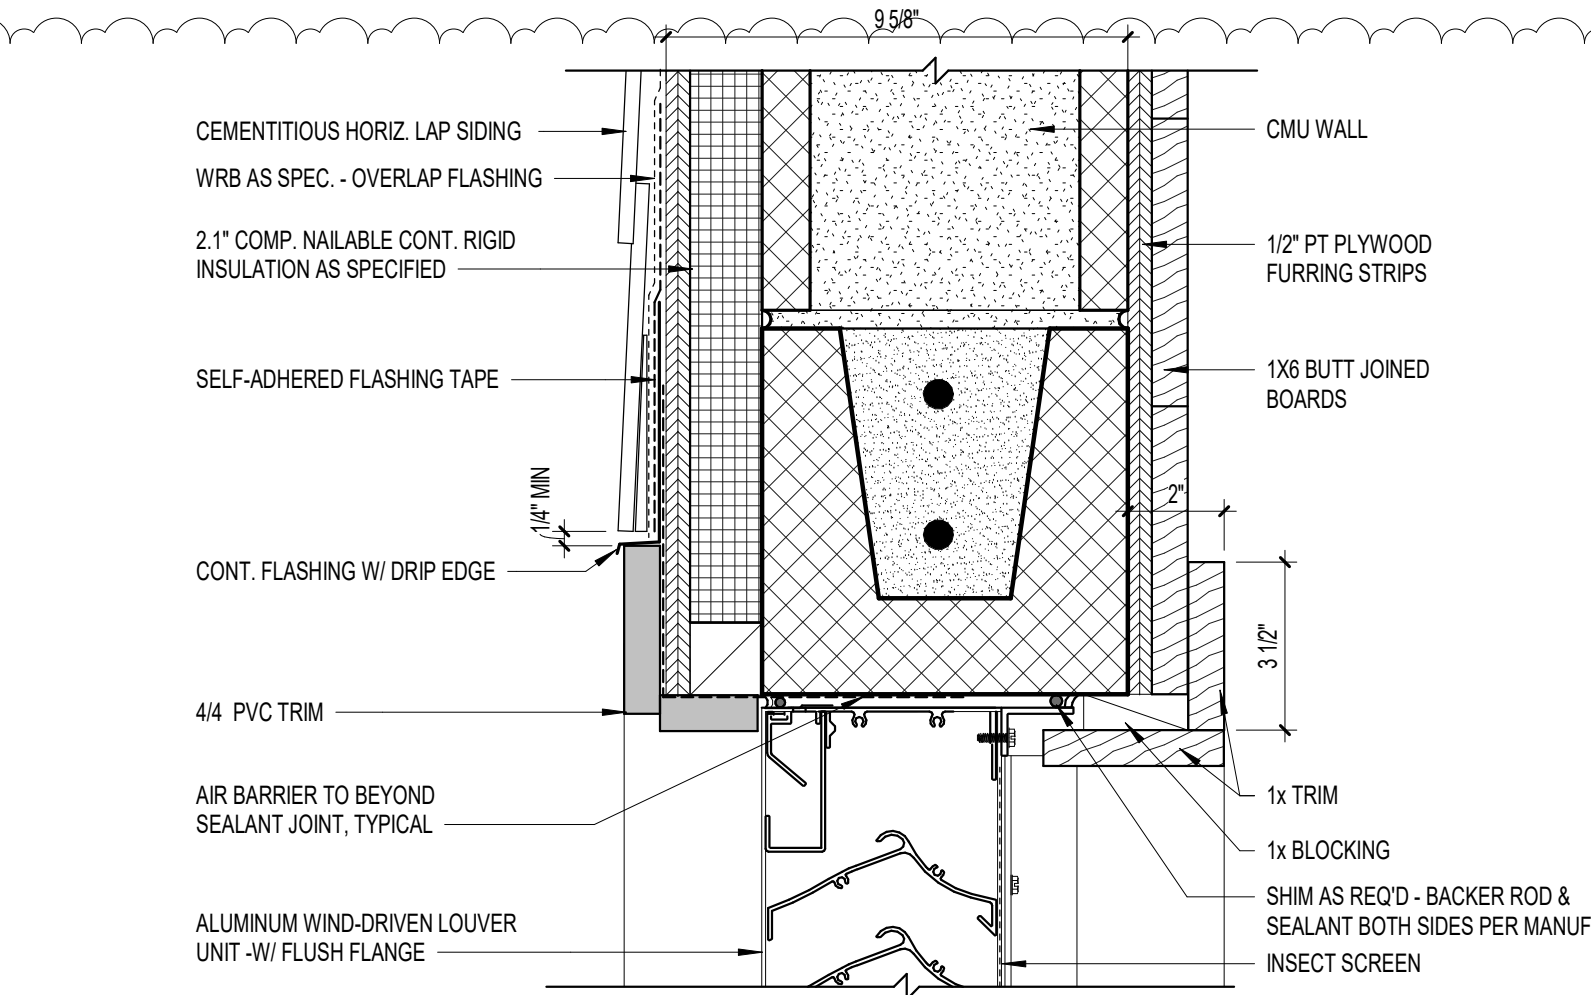 9 5/8"
CEMENTITIOUS HORIZ. LAP SIDING
WRB AS SPEC. - OVERLAP FLASHING
2.1" COMP. NAILABLE CONT. RIGID
INSULATION AS SPECIFIED
SELF-ADHERED FLASHING TAPE
1/4" MIN
CONT. FLASHING W/ DRIP EDGE
4/4 PVC TRIM
AIR BARRIER TO BEYOND
SEALANT JOINT, TYPICAL
ALUMINUM WIND-DRIVEN LOUVER
UNIT -W/ FLUSH FLANGE
CMU WALL
1/2" PT PLYWOOD
FURRING STRIPS
1X6 BUTT JOINED
BOARDS
2"
3 1/2"
1x TRIM
1x BLOCKING
SHIM AS REQ'D - BACKER ROD &
SEALANT BOTH SIDES PER MANUF
INSECT SCREEN